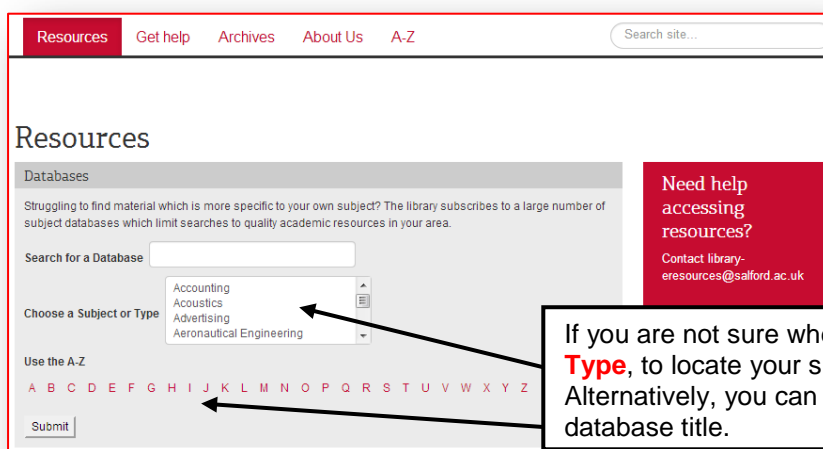 Resources Get help Archives About Us A-Z Search site...
Resources
Databases
Struggling to find material which is more specific to your own subject? The library subscribes to a large number of
subject databases which limit searches to quality academic resources in your area.
Search for a Database
Choose a Subject or Type
Accounting
Acoustics
Advertising
Aeronautical Engineering
Use the A-Z
A B C D E F G H I J K L M N O P Q R S T U V W X Y Z
Submit
Need help
accessing
resources?
Contact library-
eresources@salford.ac.uk
If you are not sure
Type, to locate your
Alternatively, you can
database title.